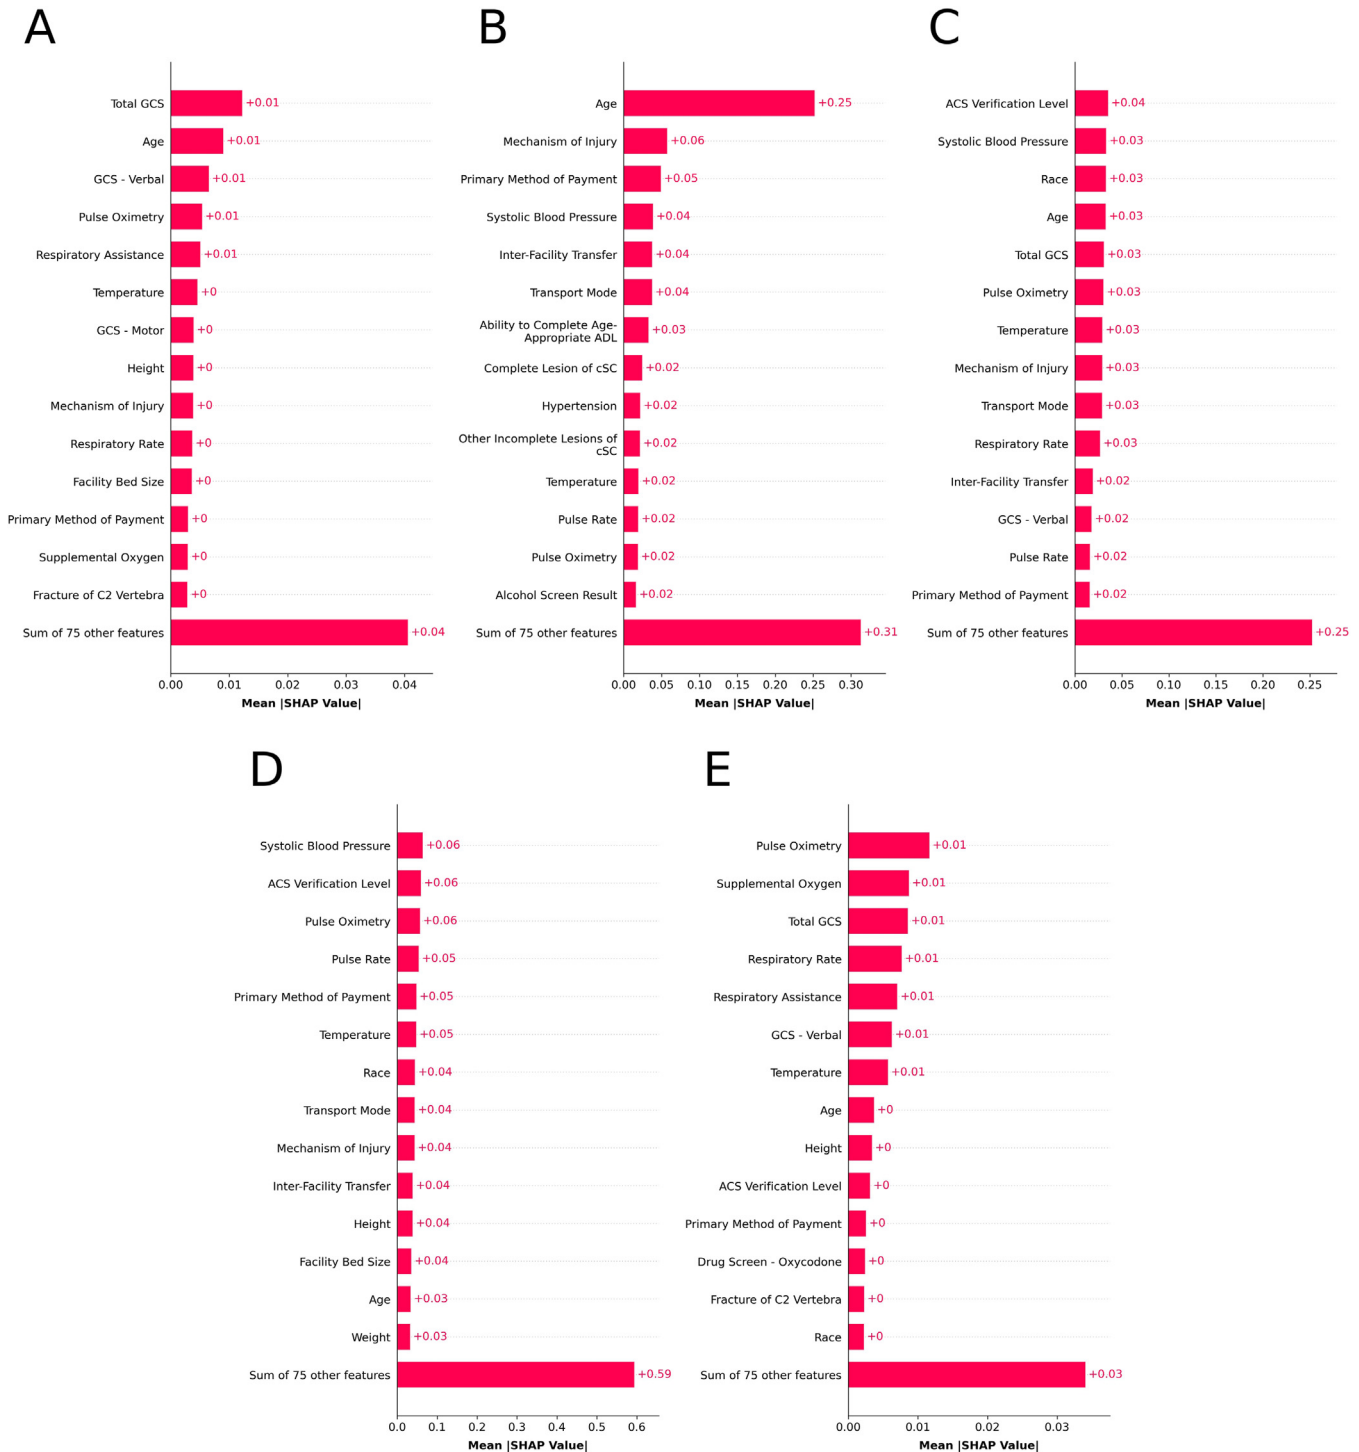 A
Total GCS +0.01
Age +0.01
GCS - Verbal +0.01
Pulse Oximetry +0.01
Respiratory Assistance +0.01
Temperature +0
GCS - Motor +0
Height +0
Mechanism of Injury +0
Respiratory Rate +0
Facility Bed Size +0
Primary Method of Payment +0
Supplemental Oxygen +0
Fracture of C2 Vertebra +0
Sum of 75 other features +0.04
0.00 0.01 0.02 0.03 0.04
Mean |SHAP Value|
B
Age +0.25
Mechanism of Injury +0.06
Primary Method of Payment +0.05
Systolic Blood Pressure +0.04
Inter-Facility Transfer +0.04
Transport Mode +0.04
Ability to Complete Age-
Appropriate ADL +0.03
Complete Lesion of cSC +0.02
Hypertension +0.02
Other Incomplete Lesions of
cSC +0.02
Temperature +0.02
Pulse Rate +0.02
Pulse Oximetry +0.02
Alcohol Screen Result +0.02
Sum of 75 other features +0.31
0.00 0.05 0.10 0.15 0.20 0.25 0.30
Mean |SHAP Value|
C
ACS Verification Level +0.04
Systolic Blood Pressure +0.03
Race +0.03
Age +0.03
Total GCS +0.03
Pulse Oximetry +0.03
Temperature +0.03
Mechanism of Injury +0.03
Transport Mode +0.03
Respiratory Rate +0.03
Inter-Facility Transfer +0.02
GCS - Verbal +0.02
Pulse Rate +0.02
Primary Method of Payment +0.02
Sum of 75 other features +0.25
0.00 0.05 0.10 0.15 0.20 0.25
Mean |SHAP Value|
D
Systolic Blood Pressure +0.06
ACS Verification Level +0.06
Pulse Oximetry +0.06
Pulse Rate +0.05
Primary Method of Payment +0.05
Temperature +0.05
Race +0.04
Transport Mode +0.04
Mechanism of Injury +0.04
Inter-Facility Transfer +0.04
Height +0.04
Facility Bed Size +0.04
Age +0.03
Weight +0.03
Sum of 75 other features +0.59
0.0 0.1 0.2 0.3 0.4 0.5 0.6
Mean |SHAP Value|
E
Pulse Oximetry +0.01
Supplemental Oxygen +0.01
Total GCS +0.01
Respiratory Rate +0.01
Respiratory Assistance +0.01
GCS - Verbal +0.01
Temperature +0.01
Age +0
Height +0
ACS Verification Level +0
Primary Method of Payment +0
Drug Screen - Oxycodone +0
Fracture of C2 Vertebra +0
Race +0
Sum of 75 other features +0.03
0.00 0.01 0.02 0.03
Mean |SHAP Value|